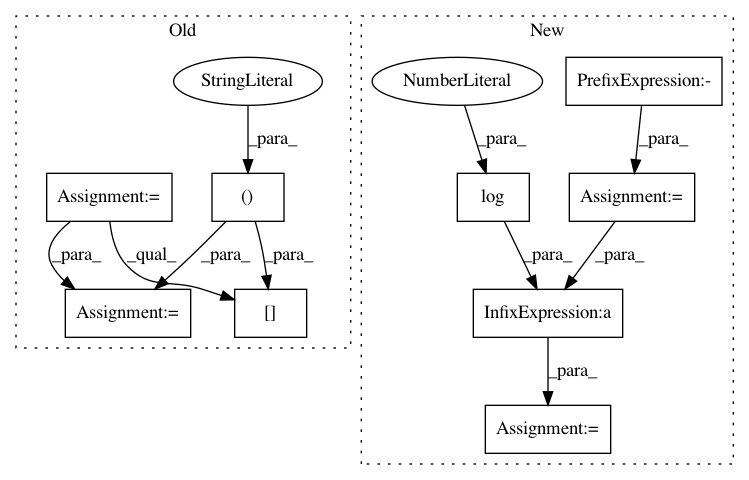 Old
New
StringLiteral
NumberLiteral
PrefixExpression:-
_para_
_para_
_para_
Assignment:=
()
log
Assignment:=
_para_
_qual_
_para_
_para_
_para_
_para_
Assignment:=
[]
InfixExpression:a
_para_
Assignment:=